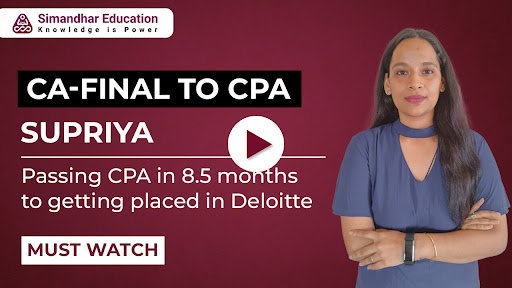 Simandhar Education
Knowledge is Power
CA-FINAL TO CPA
SUPRIYA
Passing CPA in 8.5 months
to getting placed in Deloitte
MUST WATCH